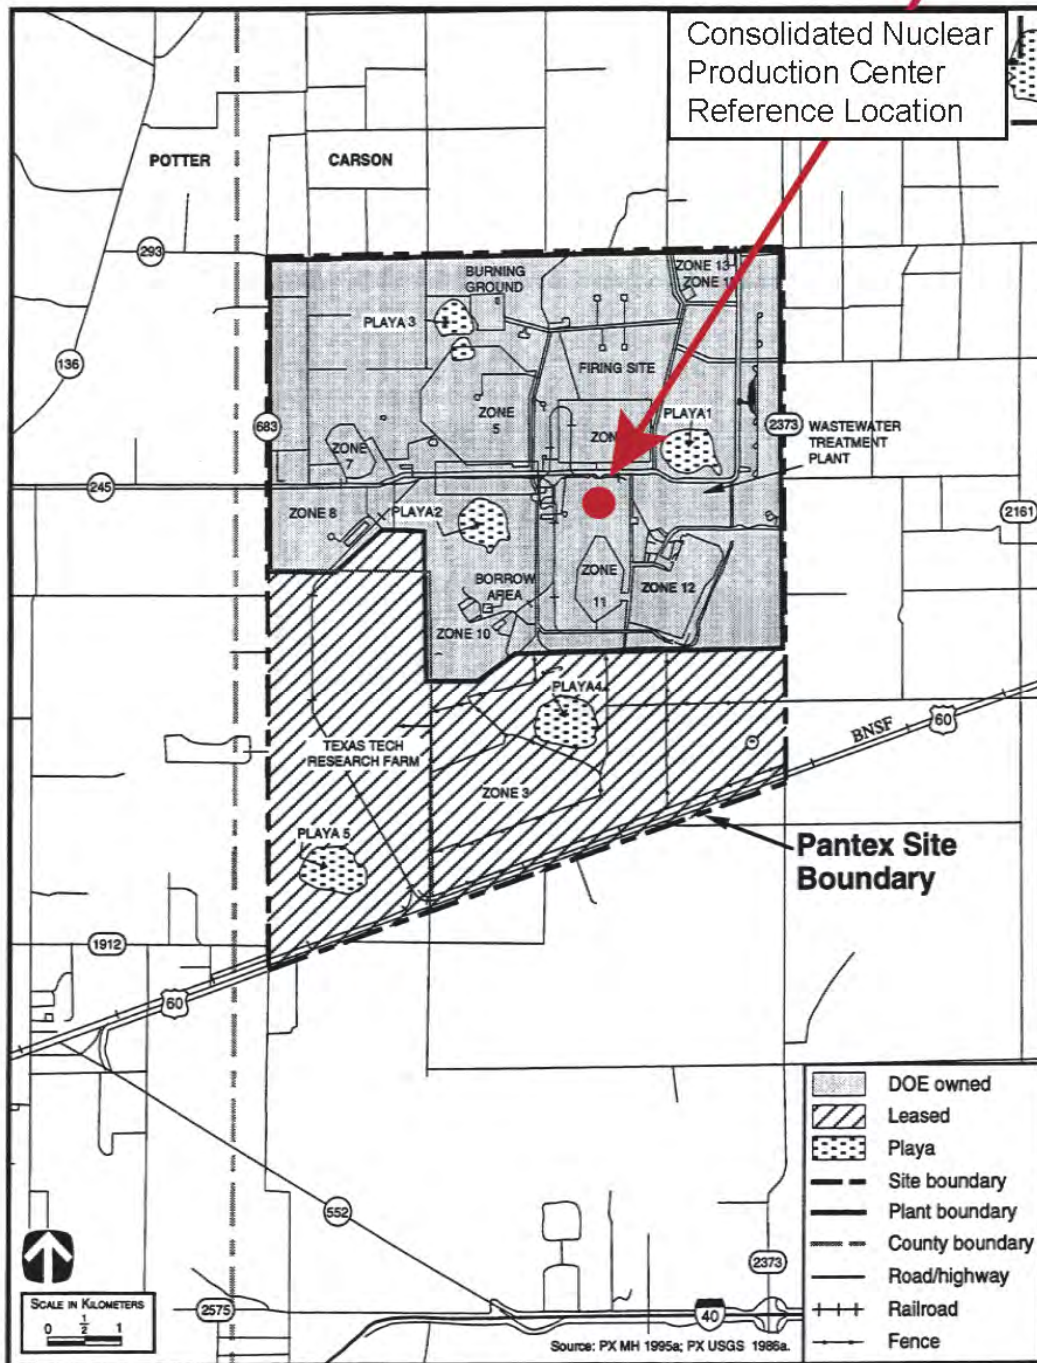 Consolidated Nuclear
Production Center
Reference Location
POTTER
CARSON
293
BURNING
GROUND
ZONE 13
ZONE
PLAYA 3
136
FIRING SITE
683
ZONE
5
ZONE
7
PLAYA1
2373
WASTEWATER
TREATMENT
PLANT
245
ZONE 8
PLAYA2
2161
BORROW
AREA
ZONE
11
ZONE 12
ZONE 10
PLAYA4
BNSF
60
TEXAS TECH
RESEARCH FARM
ZONE 3
PLAYA 5
Pantex Site
Boundary
1912
60
DOE owned
Leased
Playa
Site boundary
Plant boundary
County boundary
Road/highway
Railroad
Fence
552
2373
2575
40
SCALE IN KILOMETERS
0 1/2 1
Source: PX MH 1995a; PX USGS 1986a.